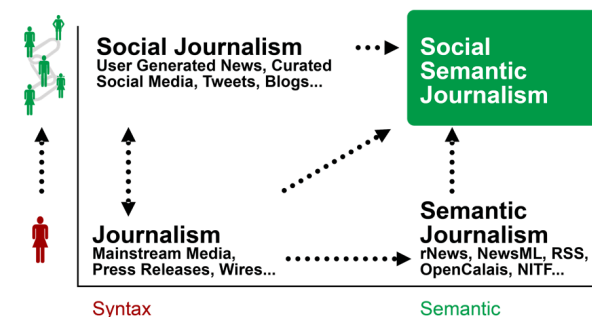 Social Journalism
User Generated News, Curated
Social Media, Tweets, Blogs...
Social
Semantic
Journalism
Journalism
Mainstream Media,
Press Releases, Wires...
Semantic
Journalism
rNews, NewsML, RSS,
OpenCalais, NITF...
Syntax
Semantic